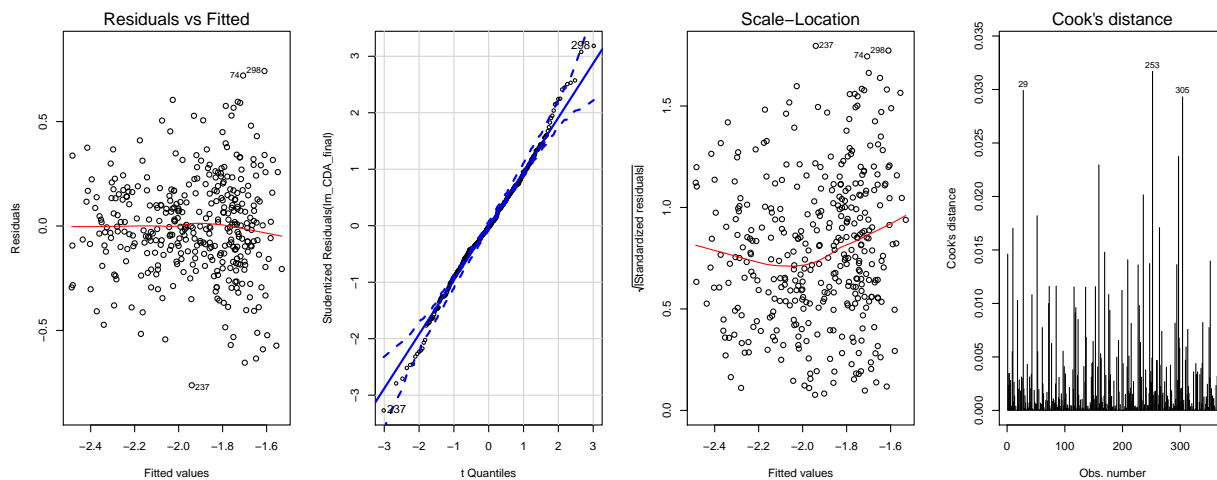 Residuals vs Fitted
Residuals
0.5
0.0
−0.5
74
298
237
−2.4 −2.2 −2.0 −1.8 −1.6
Fitted values
Studentized Residuals(lm_CDA_final)
3
2
1
0
−1
−2
−3
298
237
−3 −2 −1 0 1 2 3
t Quantiles
Scale−Location
√|Standardized residuals|
1.5
1.0
0.5
0.0
237
74
298
−2.4 −2.2 −2.0 −1.8 −1.6
Fitted values
Cook's distance
Cook's distance
0.035
0.030
0.025
0.020
0.015
0.010
0.005
0.000
29
253
305
0 100 200 300
Obs. number